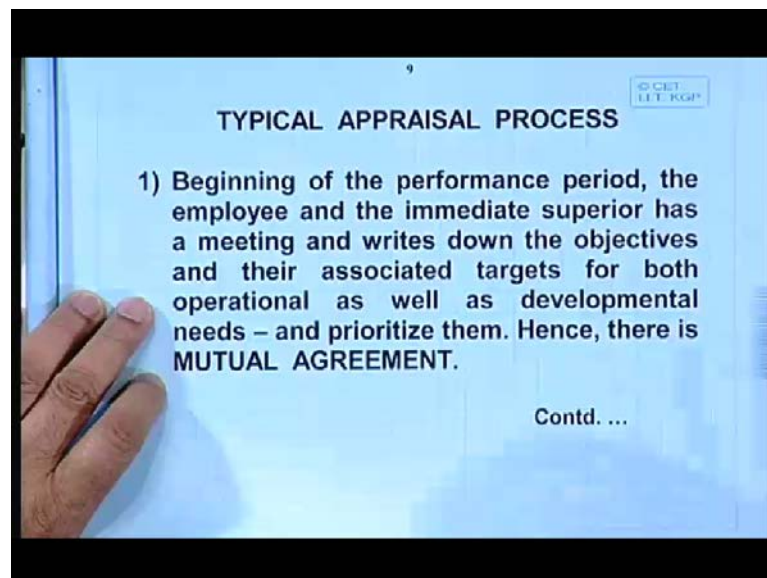 9
© CET
I.I.T. KGP
TYPICAL APPRAISAL PROCESS
1) Beginning of the performance period, the
employee and the immediate superior has
a meeting and writes down the objectives
and their associated targets for both
operational as well as developmental
needs – and prioritize them. Hence, there is
MUTUAL AGREEMENT.
Contd. ...